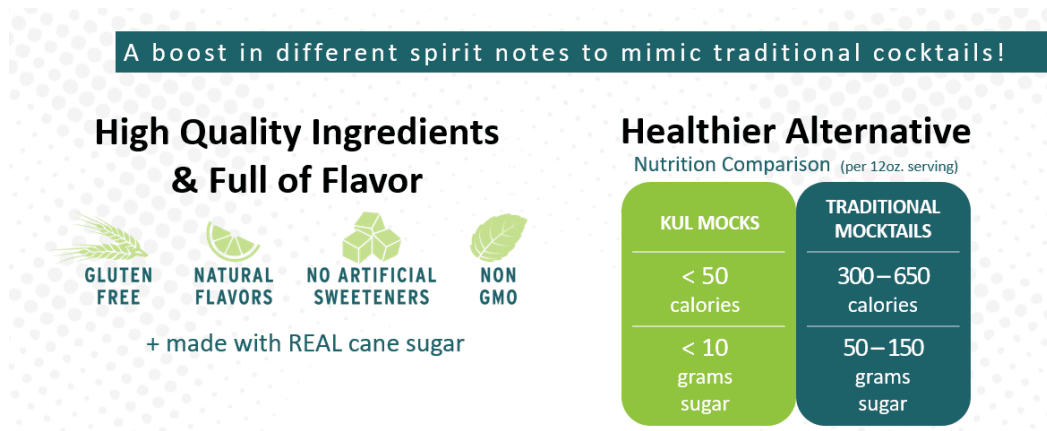 A boost in different spirit notes to mimic traditional cocktails!
High Quality Ingredients
& Full of Flavor
GLUTEN
FREE
NATURAL
FLAVORS
NO ARTIFICIAL
SWEETENERS
NON
GMO
+ made with REAL cane sugar
Healthier Alternative
Nutrition Comparison (per 12oz. serving)
KUL MOCKS
TRADITIONAL
MOCKTAILS
< 50
calories
300–650
calories
< 10
grams
sugar
50–150
grams
sugar